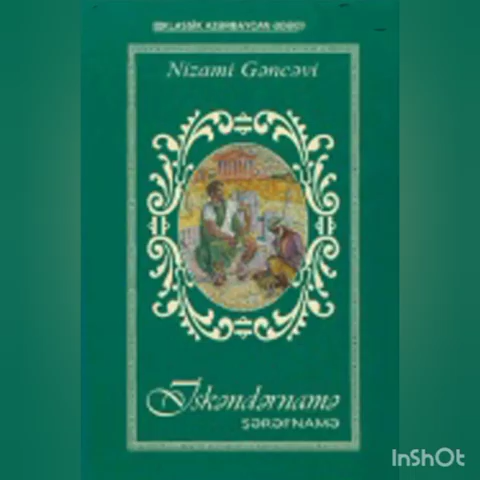 KLASSİK AZƏRBAYCAN ƏDƏBİ
Nizami Gəncəvi
İskəndərnamə
ŞƏRƏFNAMƏ
InShOt